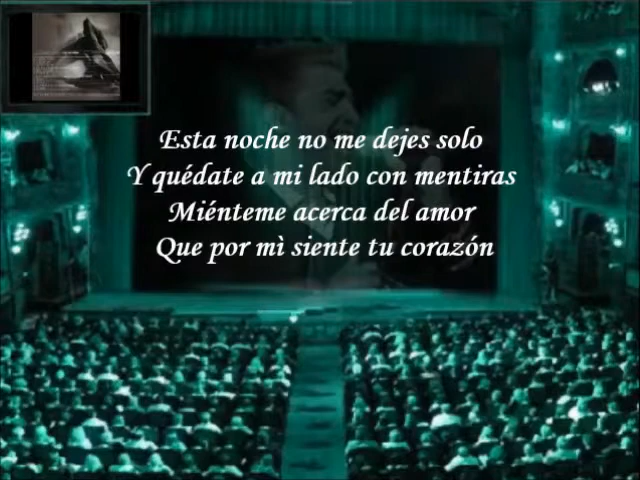 Esta noche no me dejes solo
Y quédate a mi lado con mentiras
Miénteme acerca del amor
Que por mì siente tu corazón